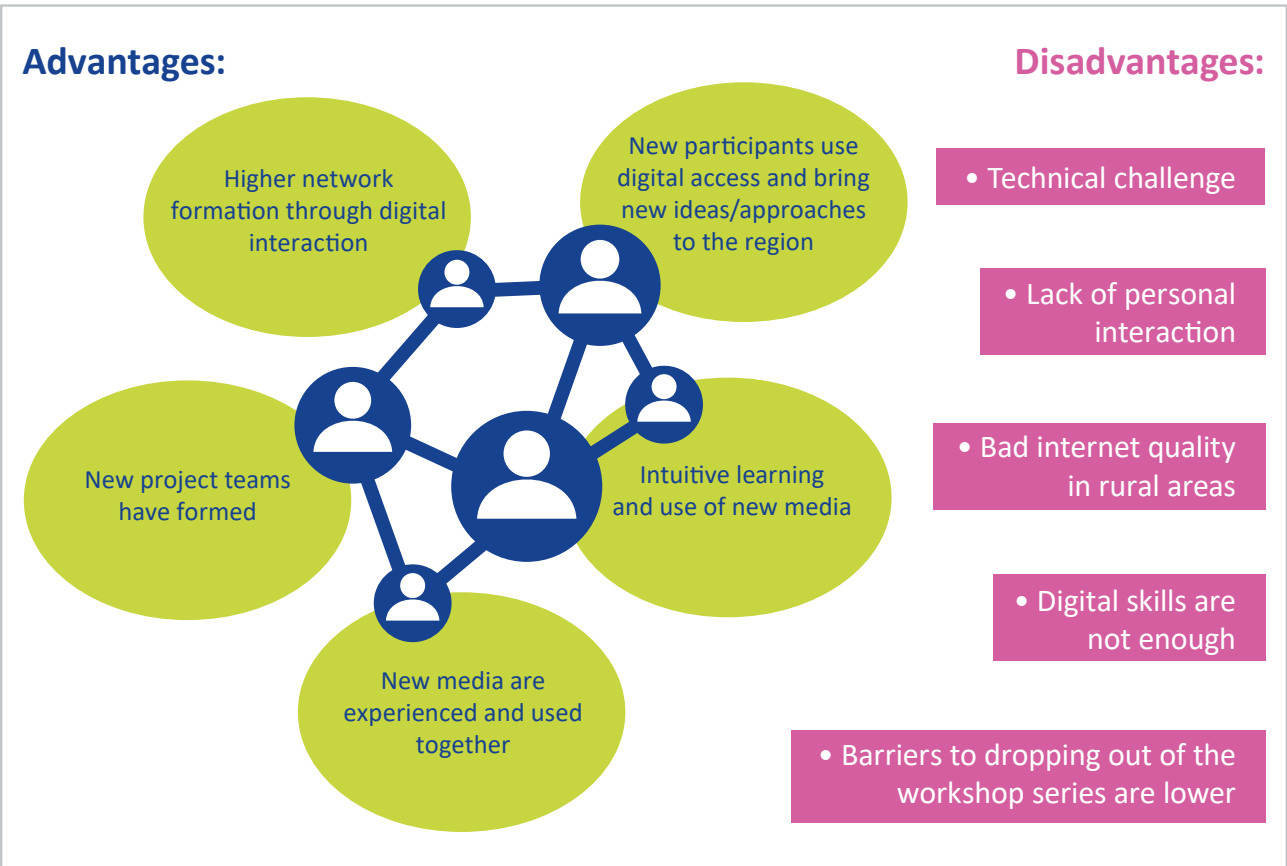 Advantages:
Higher network
formation through digital
interaction
New participants use
digital access and bring
new ideas/approaches
to the region
New project teams
have formed
Intuitive learning
and use of new media
New media are
experienced and used
together
Disadvantages:
• Technical challenge
• Lack of personal
interaction
• Bad internet quality
in rural areas
• Digital skills are
not enough
• Barriers to dropping out of the
workshop series are lower